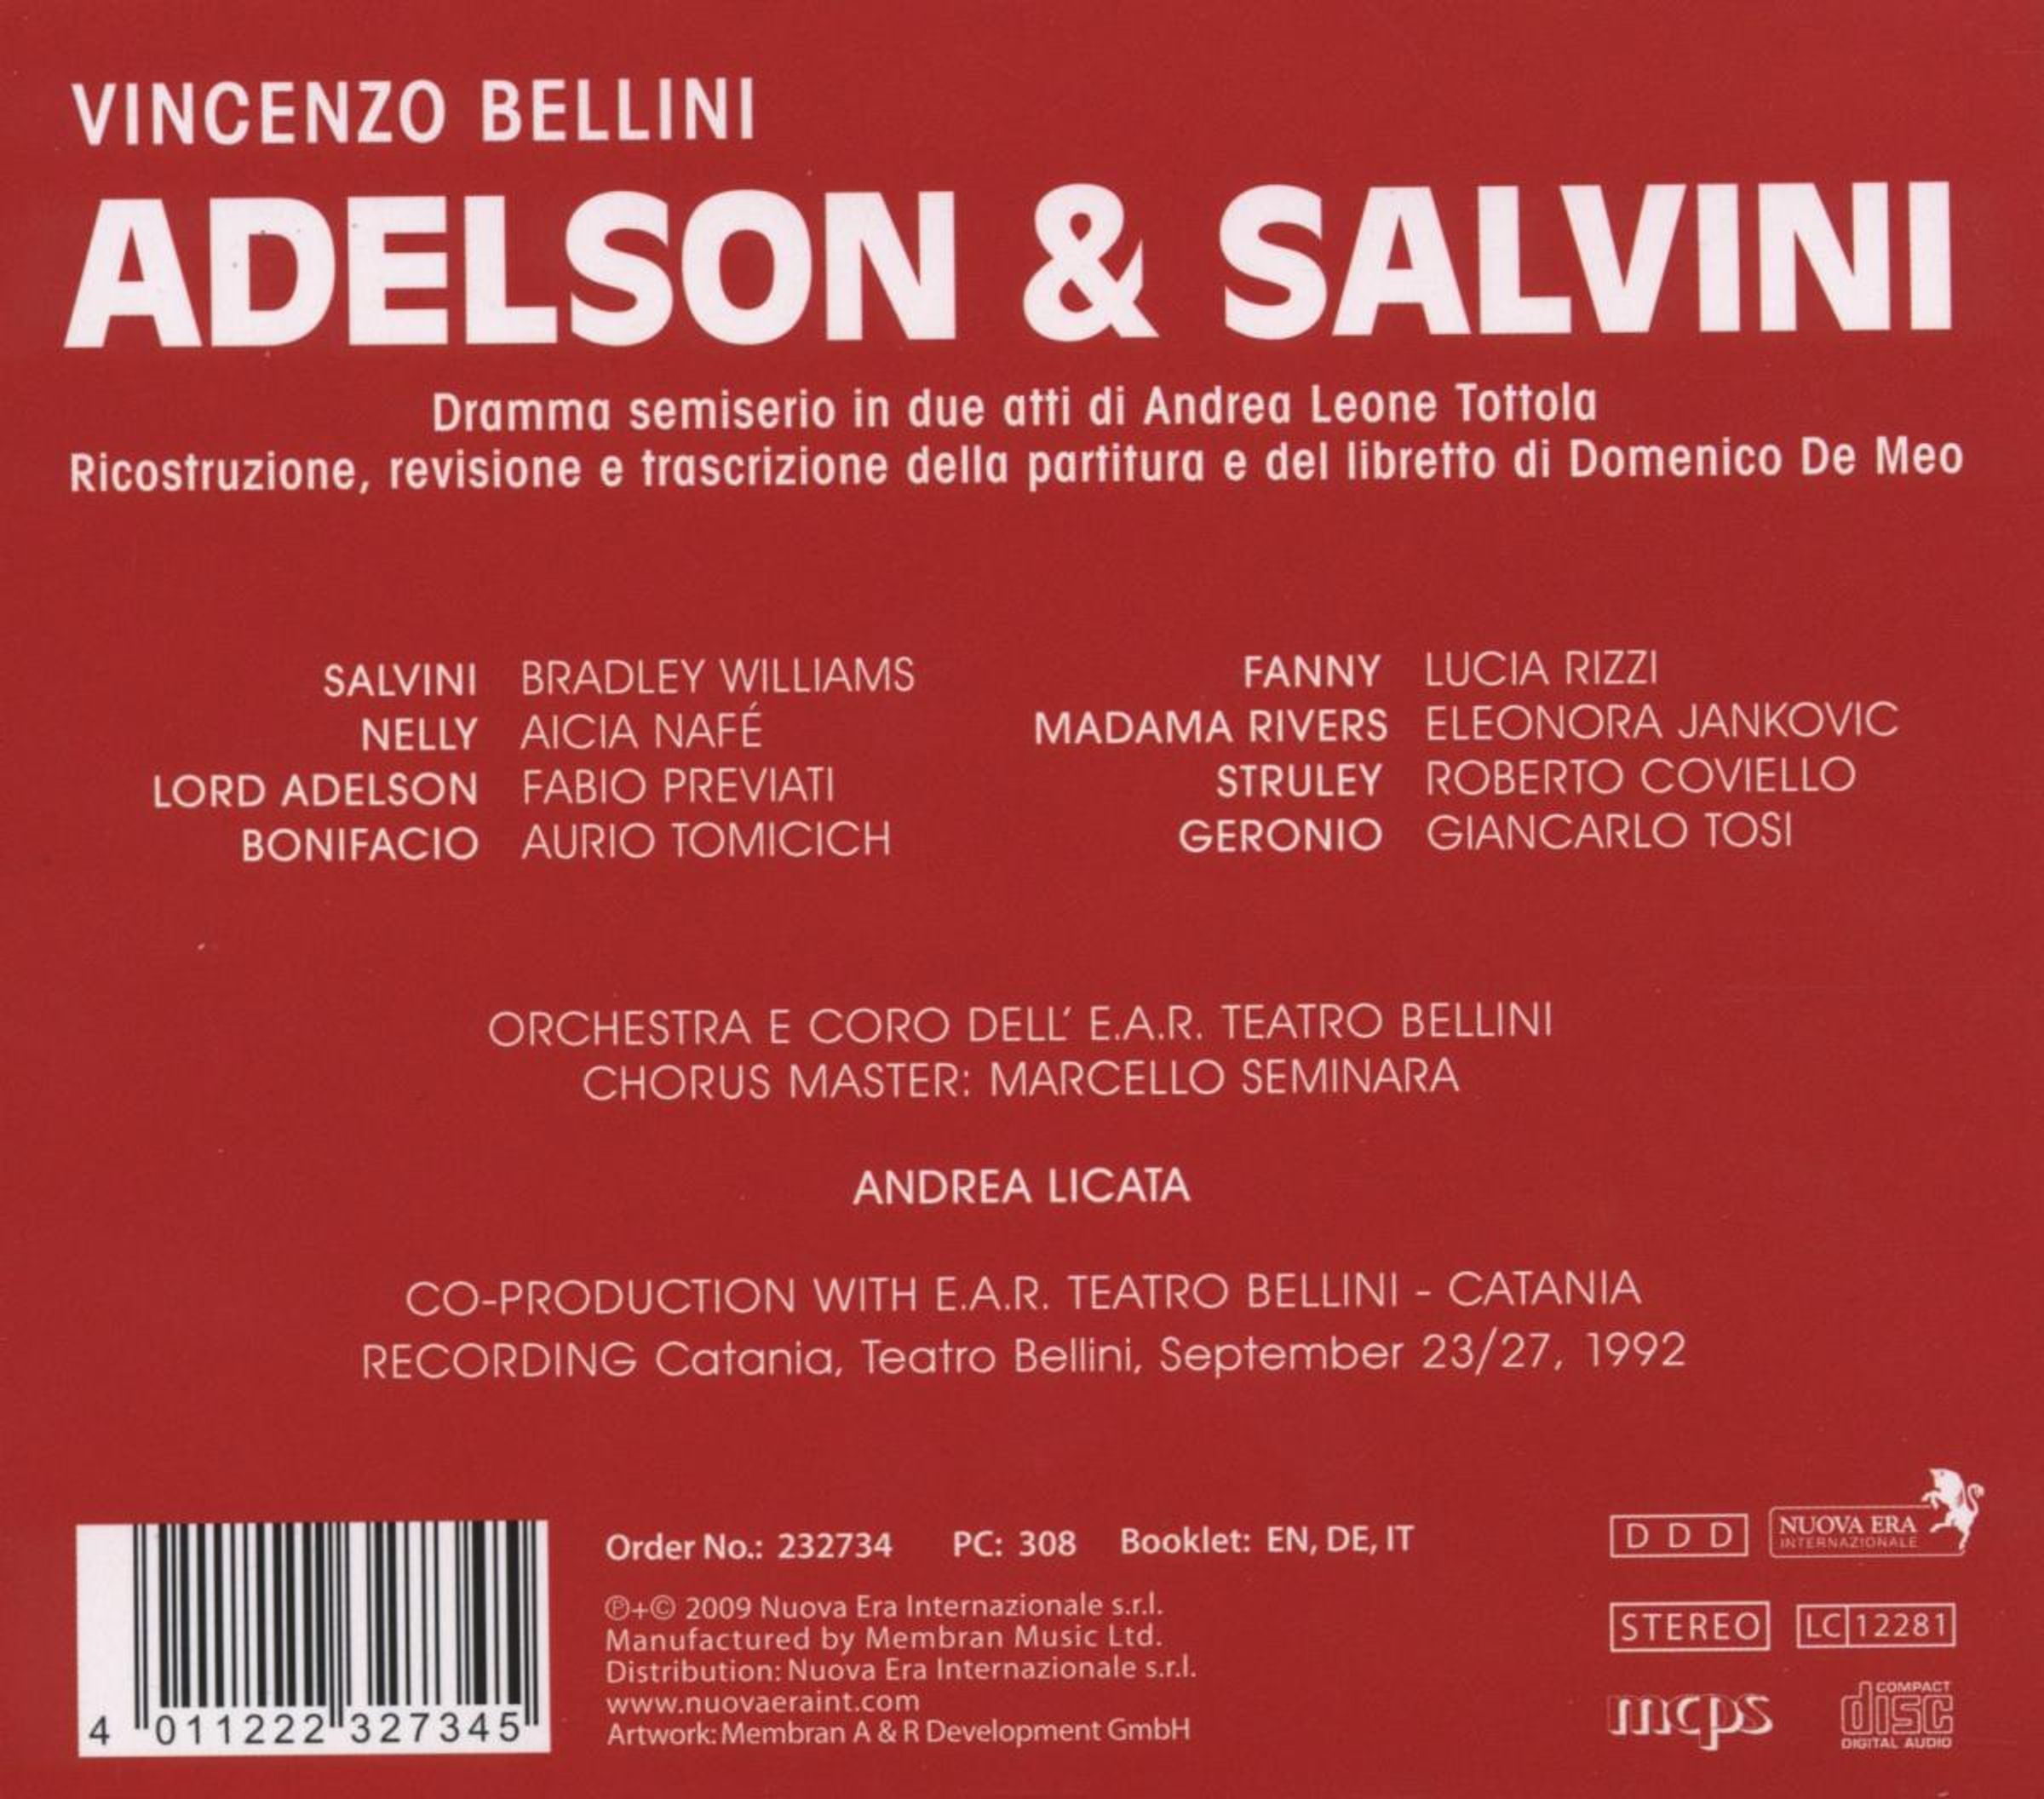 VINCENZO BELLINI
ADELSON & SALVINI
Dramma semiserio in due atti di Andrea Leone Tottola
Ricostruzione, revisione e trascrizione della partitura e del libretto di Domenico De Meo
SALVINI BRADLEY WILLIAMS
NELLY AICIA NAFÉ
LORD ADELSON FABIO PREVIATI
BONIFACIO AURIO TOMICICH
FANNY LUCIA RIZZI
MADAMA RIVERS ELEONORA JANKOVIC
STRULEY ROBERTO COVIELLO
GERONIO GIANCARLO TOSI
ORCHESTRA E CORO DELL' E.A.R. TEATRO BELLINI
CHORUS MASTER: MARCELLO SEMINARA
ANDREA LICATA
CO-PRODUCTION WITH E.A.R. TEATRO BELLINI - CATANIA
RECORDING Catania, Teatro Bellini, September 23/27, 1992
4 011222 327345
Order No.: 232734 PC: 308 Booklet: EN, DE, IT
℗+© 2009 Nuova Era Internazionale s.r.l.
Manufactured by Membran Music Ltd.
Distribution: Nuova Era Internazionale s.r.l.
www.nuovaeraint.com
Artwork: Membran A & R Development GmbH
DDD
NUOVA ERA
INTERNAZIONALE
STEREO
LC 12281
mcps
COMPACT
disc
DIGITAL AUDIO